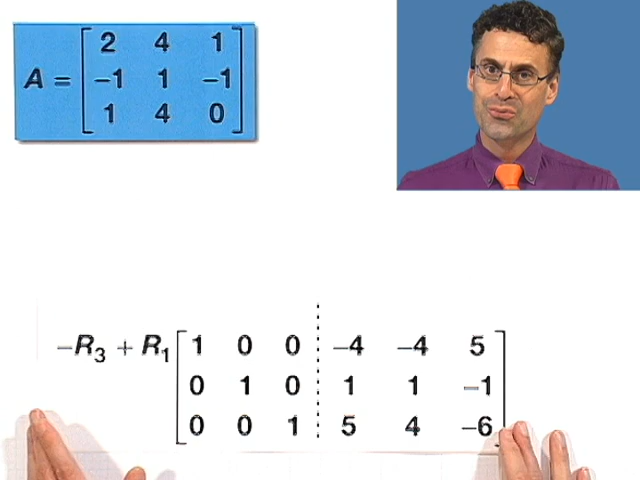 2 4 1
A = –1 1 –1
1 4 0
–R₃ + R₁ 1 0 0 –4 –4 5
0 1 0 1 1 –1
0 0 1 5 4 –6